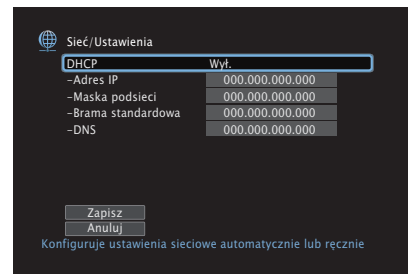 Sieć/Ustawienia
DHCP Wył.
–Adres IP 000.000.000.000
–Maska podsieci 000.000.000.000
–Brama standardowa 000.000.000.000
–DNS 000.000.000.000
Zapisz
Anuluj
Konfiguruje ustawienia sieciowe automatycznie lub ręcznie